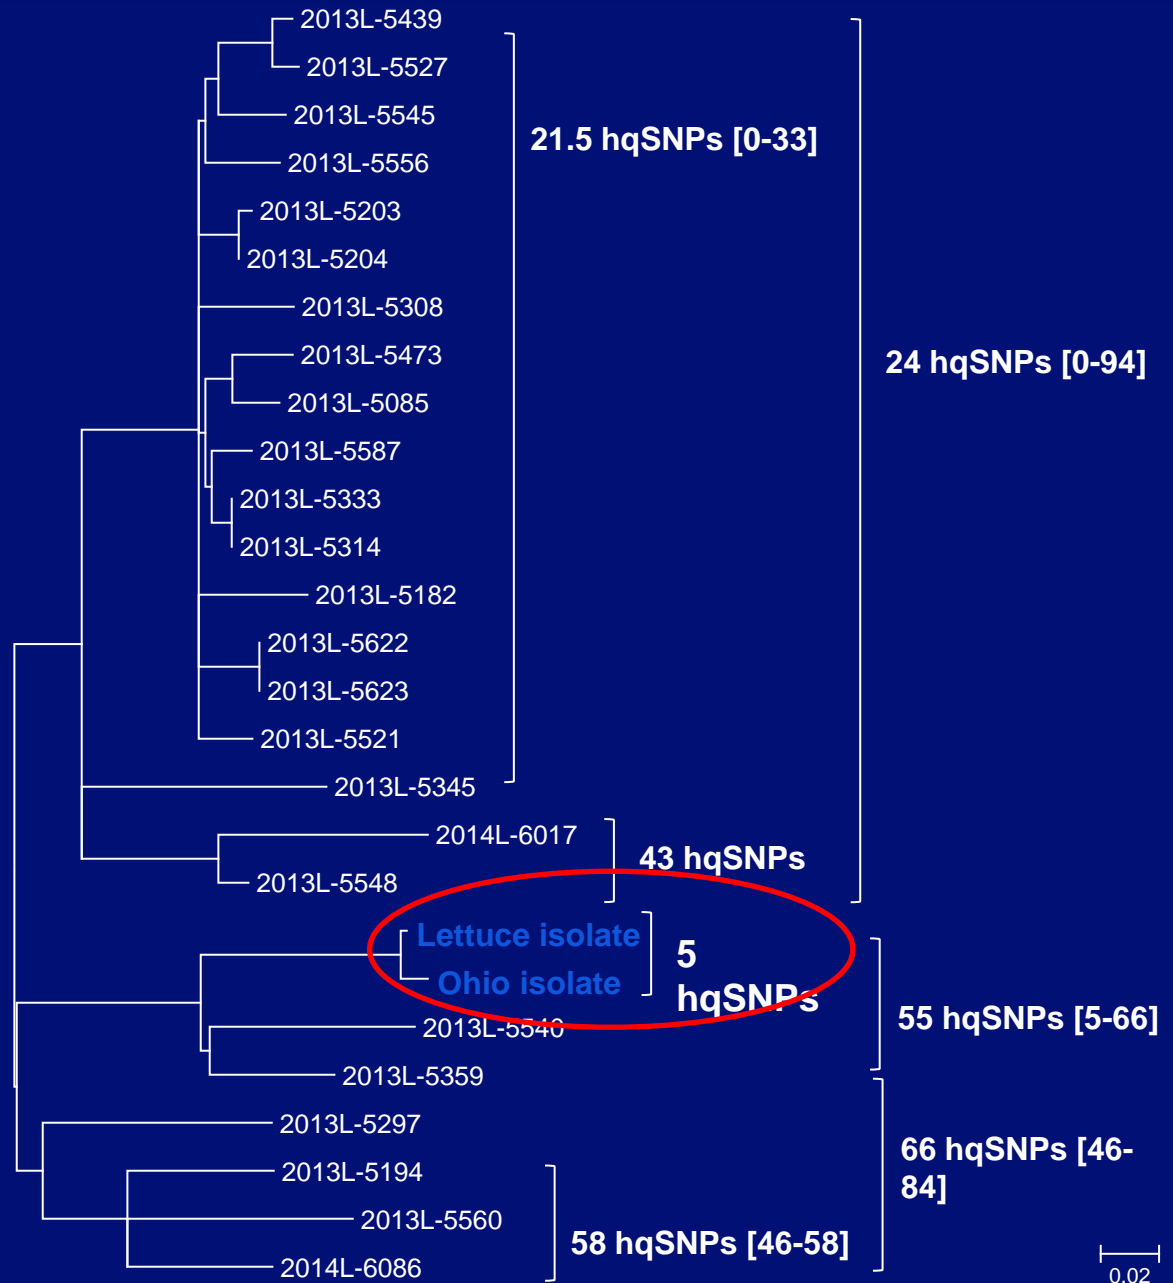 2013L-5439
2013L-5527
2013L-5545
21.5 hqSNPs [0-33]
2013L-5556
2013L-5203
2013L-5204
2013L-5308
2013L-5473
24 hqSNPs [0-94]
2013L-5085
2013L-5587
2013L-5333
2013L-5314
2013L-5182
2013L-5622
2013L-5623
2013L-5521
2013L-5345
2014L-6017
43 hqSNPs
2013L-5548
Lettuce isolate
Ohio isolate
5
hqSNPs
2013L-5540
55 hqSNPs [5-66]
2013L-5359
2013L-5297
66 hqSNPs [46-
84]
2013L-5194
2013L-5560
58 hqSNPs [46-58]
2014L-6086
0.02